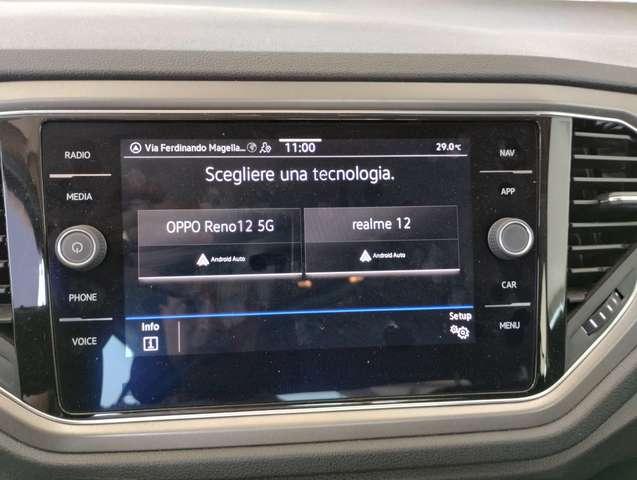 Via Ferdinando Magella... 11:00 29.0°C
Scegliere una tecnologia.
OPPO Reno12 5G
realme 12
Android Auto
Android Auto
Info
Setup
RADIO
MEDIA
PHONE
VOICE
NAV
APP
CAR
MENU